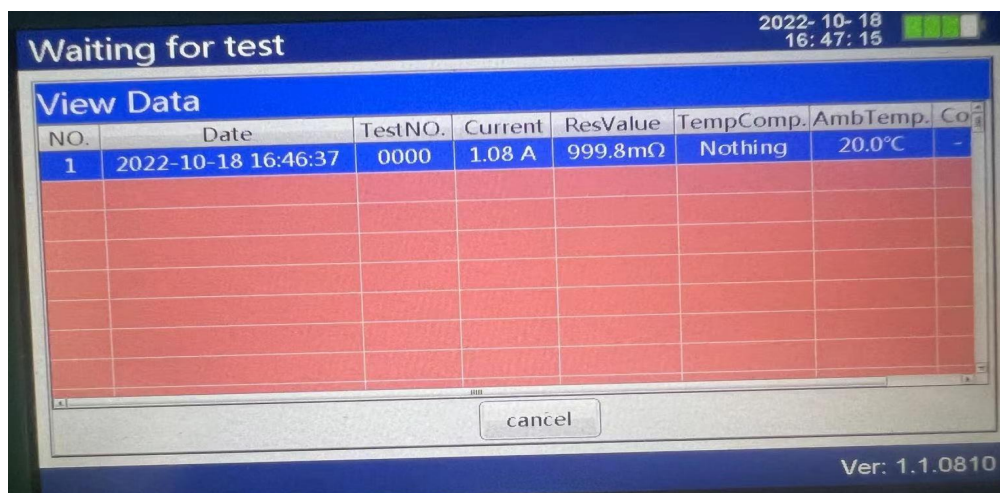 Waiting for test
2022- 10- 18
16: 47: 15
View Data
NO. Date TestNO. Current ResValue TempComp. AmbTemp. Co
1 2022-10-18 16:46:37 0000 1.08 A 999.8mΩ Nothing 20.0℃ -
cancel
Ver: 1.1.0810